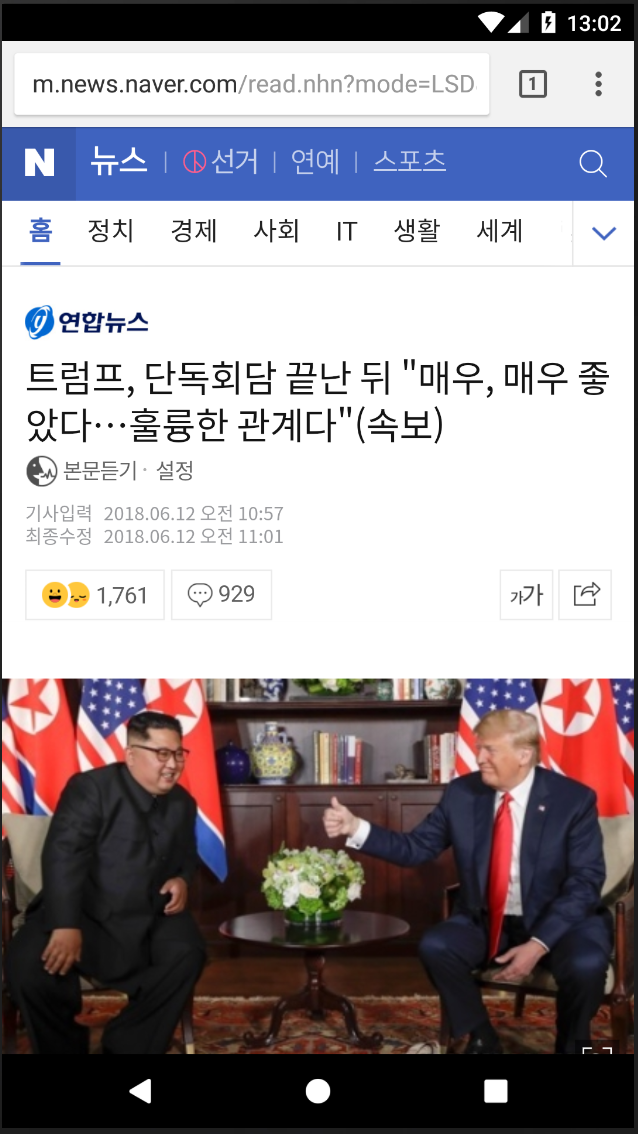 13:02
m.news.naver.com/read.nhn?mode=LSD
1
N 뉴스 선거 연예 스포츠
홈 정치 경제 사회 IT 생활 세계
연합뉴스
트럼프, 단독회담 끝난 뒤 "매우, 매우 좋
았다…훌륭한 관계다"(속보)
본문듣기· 설정
기사입력 2018.06.12 오전 10:57
최종수정 2018.06.12 오전 11:01
1,761 929 가가